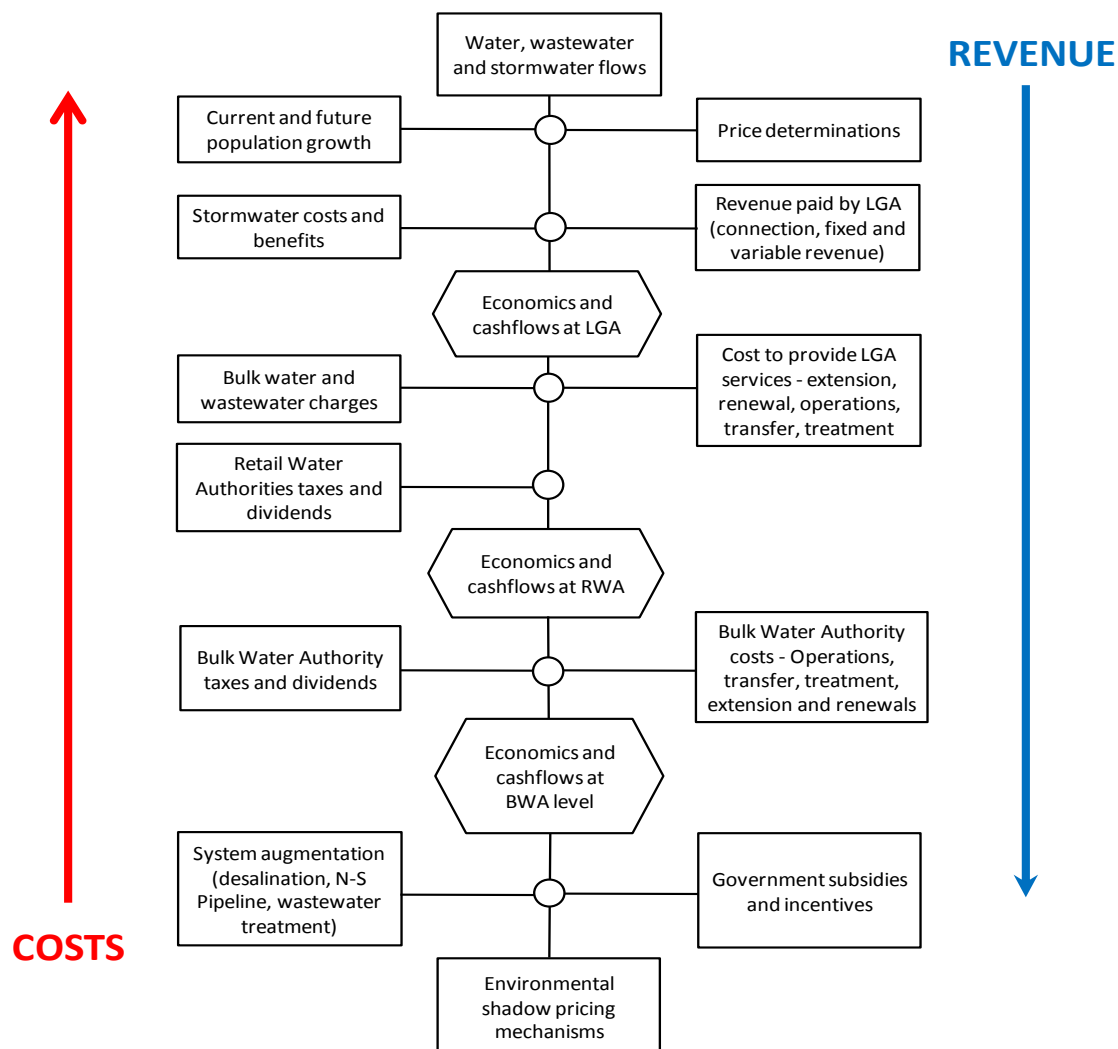 Water, wastewater
and stormwater flows
REVENUE
Current and future
population growth
Price determinations
Stormwater costs and
benefits
Revenue paid by LGA
(connection, fixed and
variable revenue)
Economics and
cashflows at LGA
Bulk water and
wastewater charges
Cost to provide LGA
services - extension,
renewal, operations,
transfer, treatment
Retail Water
Authorities taxes and
dividends
Economics and
cashflows at RWA
Bulk Water Authority
taxes and dividends
Bulk Water Authority
costs - Operations,
transfer, treatment,
extension and renewals
Economics and
cashflows at
BWA level
System augmentation
(desalination, N-S
Pipeline, wastewater
treatment)
Government subsidies
and incentives
COSTS
Environmental
shadow pricing
mechanisms